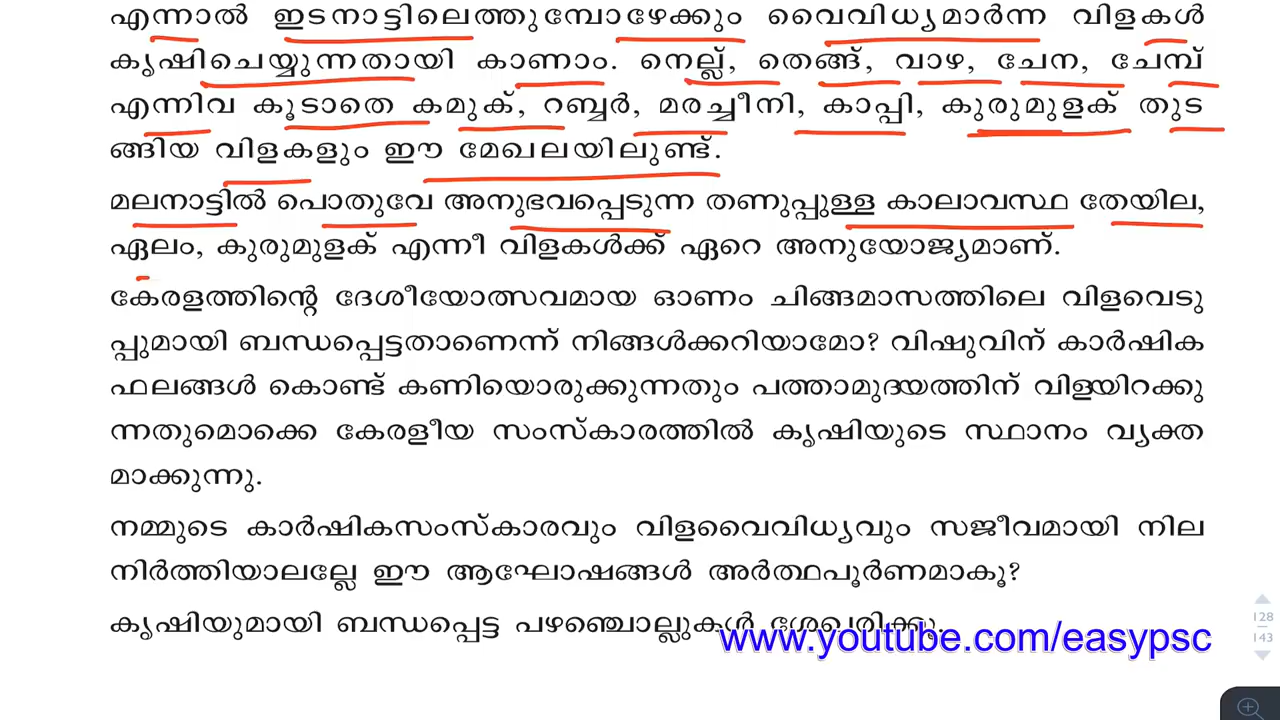 എന്നാൽ ഇടനാട്ടിലെത്തുമ്പോഴേക്കും വൈവിധ്യമാർന്ന വിളകൾ
കൃഷിചെയ്യുന്നതായി കാണാം. നെല്ല്, തെങ്ങ്, വാഴ, ചേന, ചേമ്പ്
എന്നിവ കൂടാതെ കമുക്, റബ്ബർ, മരച്ചീനി, കാപ്പി, കുരുമുളക് തുട
ങ്ങിയ വിളകളും ഈ മേഖലയിലുണ്ട്.
മലനാട്ടിൽ പൊതുവേ അനുഭവപ്പെടുന്ന തണുപ്പുള്ള കാലാവസ്ഥ തേയില,
ഏലം, കുരുമുളക് എന്നീ വിളകൾക്ക് ഏറെ അനുയോജ്യമാണ്.
കേരളത്തിന്റെ ദേശീയോത്സവമായ ഓണം ചിങ്ങമാസത്തിലെ വിളവെടു
പ്പുമായി ബന്ധപ്പെട്ടതാണെന്ന് നിങ്ങൾക്കറിയാമോ? വിഷുവിന് കാർഷിക
ഫലങ്ങൾ കൊണ്ട് കണിയൊരുക്കുന്നതും പത്താമുദയത്തിന് വിളയിറക്കു
ന്നതുമൊക്കെ കേരളീയ സംസ്കാരത്തിൽ കൃഷിയുടെ സ്ഥാനം വ്യക്ത
മാക്കുന്നു.
നമ്മുടെ കാർഷികസംസ്കാരവും വിളവൈവിധ്യവും സജീവമായി നില
നിർത്തിയാലല്ലേ ഈ ആഘോഷങ്ങൾ അർത്ഥപൂർണമാകൂ?
കൃഷിയുമായി ബന്ധപ്പെട്ട പഴഞ്ചൊല്ലുകൾ ശേഖരിക്കൂ.
www.youtube.com/easypsc
128
143